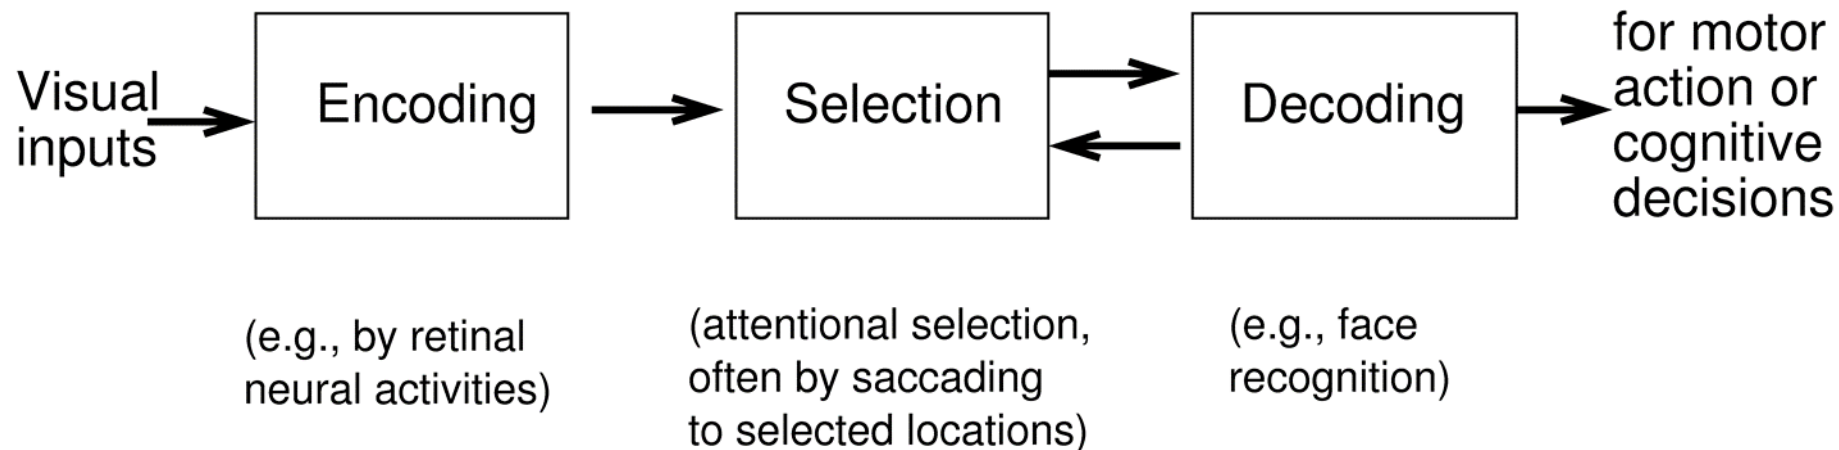 Visual
inputs
Encoding
Selection
Decoding
for motor
action or
cognitive
decisions
(e.g., by retinal
neural activities)
(attentional selection,
often by saccading
to selected locations)
(e.g., face
recognition)